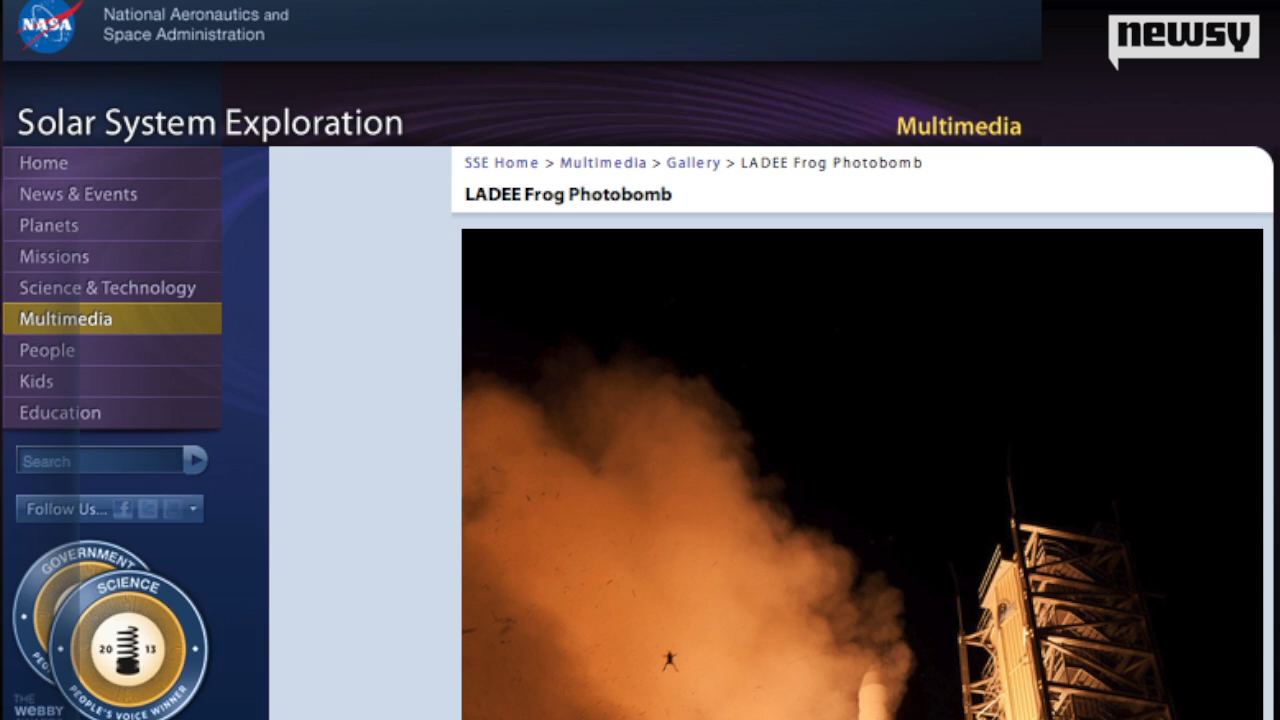 NASA
National Aeronautics and
Space Administration
newsy
Solar System Exploration
Multimedia
Home
News & Events
Planets
Missions
Science & Technology
Multimedia
People
Kids
Education
Search
Follow Us...
SSE Home > Multimedia > Gallery > LADEE Frog Photobomb
LADEE Frog Photobomb
GOVERNMENT
SCIENCE
20 13
PEOPLE'S VOICE WINNER
THE
WEBBY